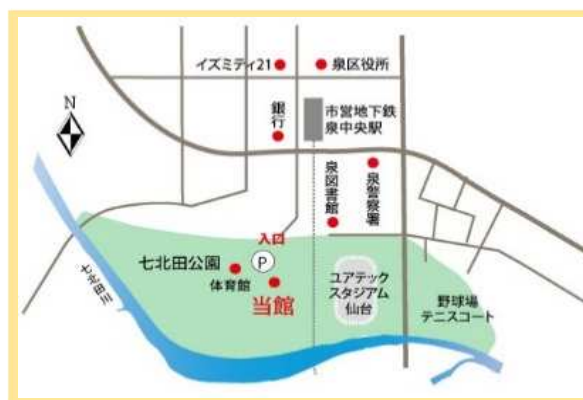 イズミティ21
泉区役所
N
銀行
市営地下鉄
泉中央駅
泉図書館
泉警察署
入口
P
七北田公園
体育館
当館
ユアテック
スタジアム
仙台
野球場
テニスコート
七北田川